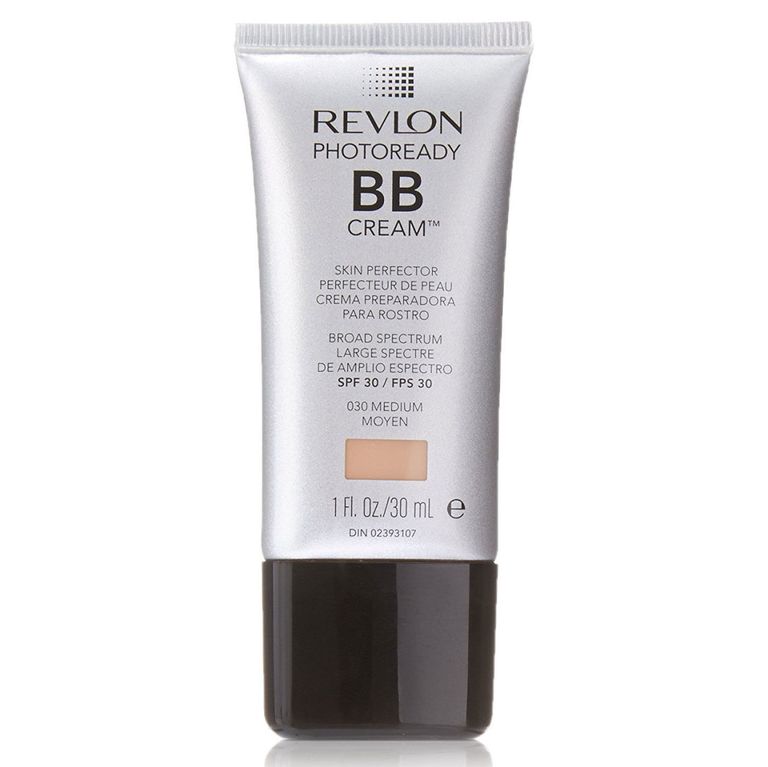 REVLON
PHOTOREADY
BB
CREAM™
SKIN PERFECTOR
PERFECTEUR DE PEAU
CREMA PREPARADORA
PARA ROSTRO
BROAD SPECTRUM
LARGE SPECTRE
DE AMPLIO ESPECTRO
SPF 30 / FPS 30
030 MEDIUM
MOYEN
1 Fl. Oz./30 mL ℮
DIN 02393107